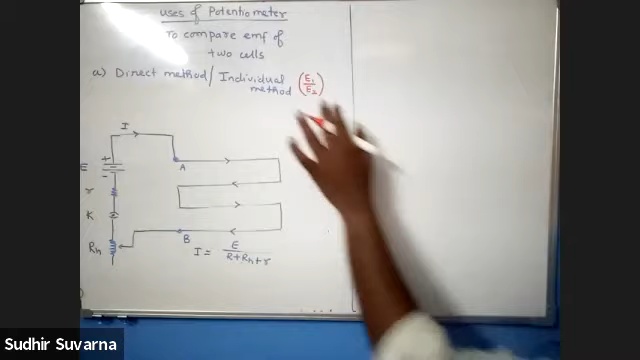 uses of Potentiometer
To compare emf of
two cells
a) Direct method / Individual
method (E₁/E₂)
I
E
+
-
r
K
Rh
A
B
I = E / R+Rh+r
Sudhir Suvarna